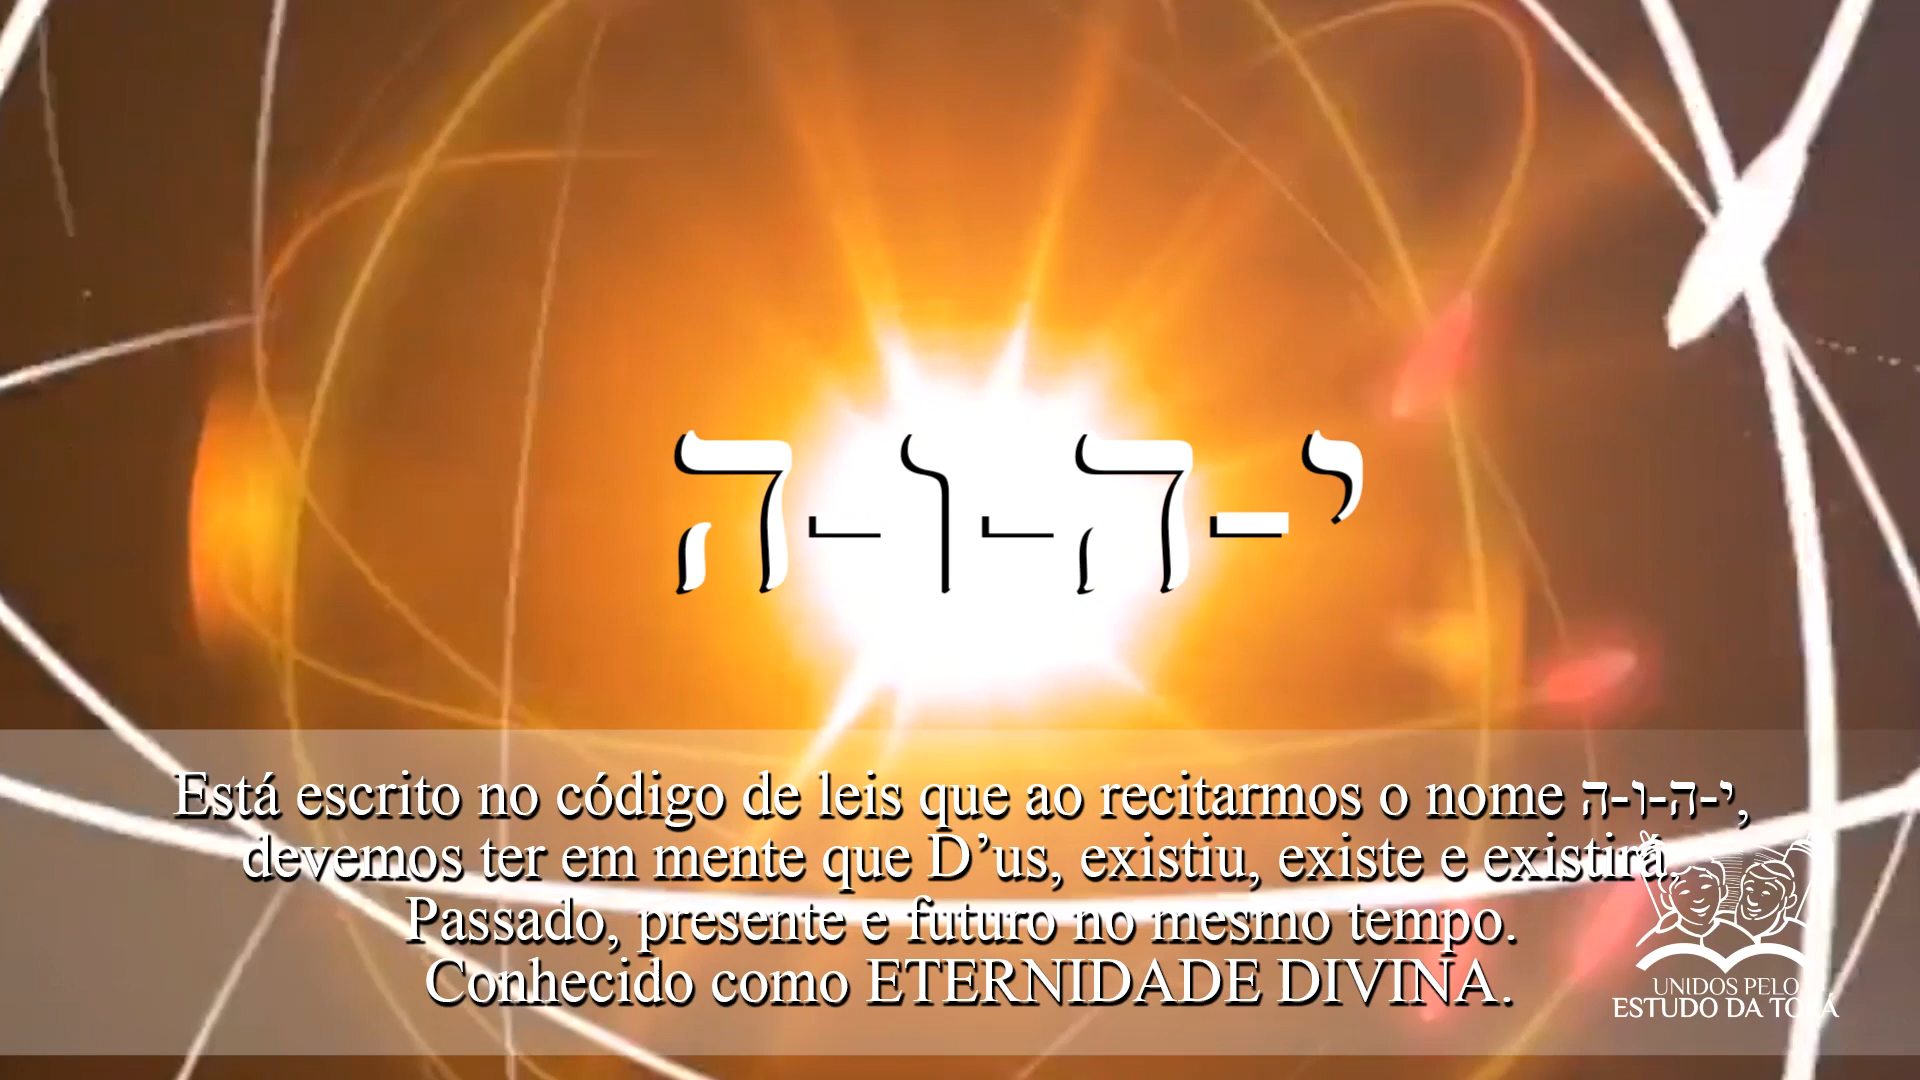 י-ה-ו-ה
Está escrito no código de leis que ao recitarmos o nome י-ה-ו-ה,
devemos ter em mente que D’us, existiu, existe e existirá.
Passado, presente e futuro no mesmo tempo.
Conhecido como ETERNIDADE DIVINA.
UNIDOS PELO
ESTUDO DA TORÁ